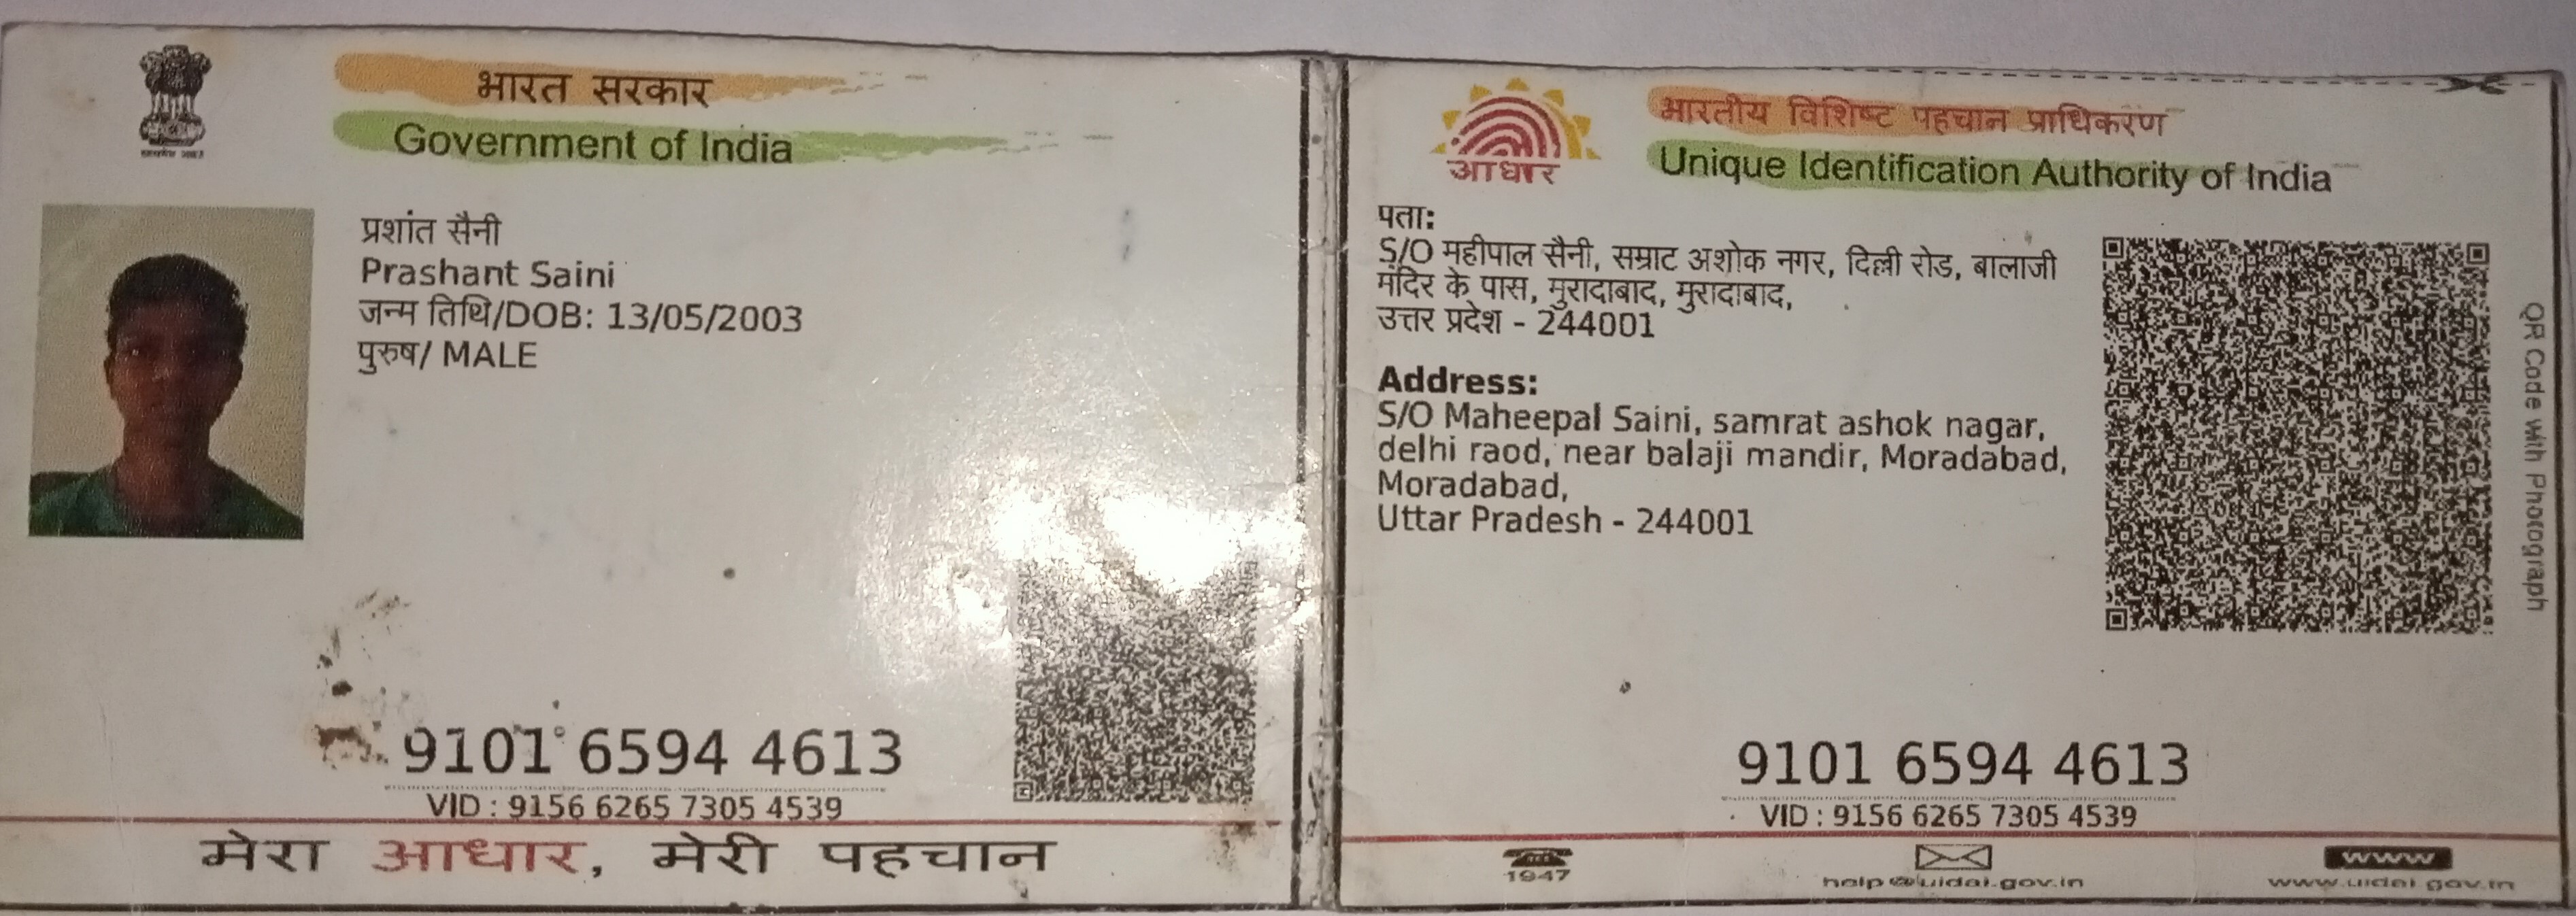 भारत सरकार
Government of India
प्रशांत सैनी
Prashant Saini
जन्म तिथि/DOB: 13/05/2003
पुरुष/ MALE
9101 6594 4613
VID : 9156 6265 7305 4539
मेरा आधार, मेरी पहचान
भारतीय विशिष्ट पहचान प्राधिकरण
Unique Identification Authority of India
आधार
पता:
S/O महीपाल सैनी, सम्राट अशोक नगर, दिल्ली रोड, बालाजी
मंदिर के पास, मुरादाबाद, मुरादाबाद,
उत्तर प्रदेश - 244001
Address:
S/O Maheepal Saini, samrat ashok nagar,
delhi raod, near balaji mandir, Moradabad,
Moradabad,
Uttar Pradesh - 244001
QR Code with Photograph
9101 6594 4613
VID : 9156 6265 7305 4539
1947
help@uidai.gov.in
www
www.uidai.gov.in